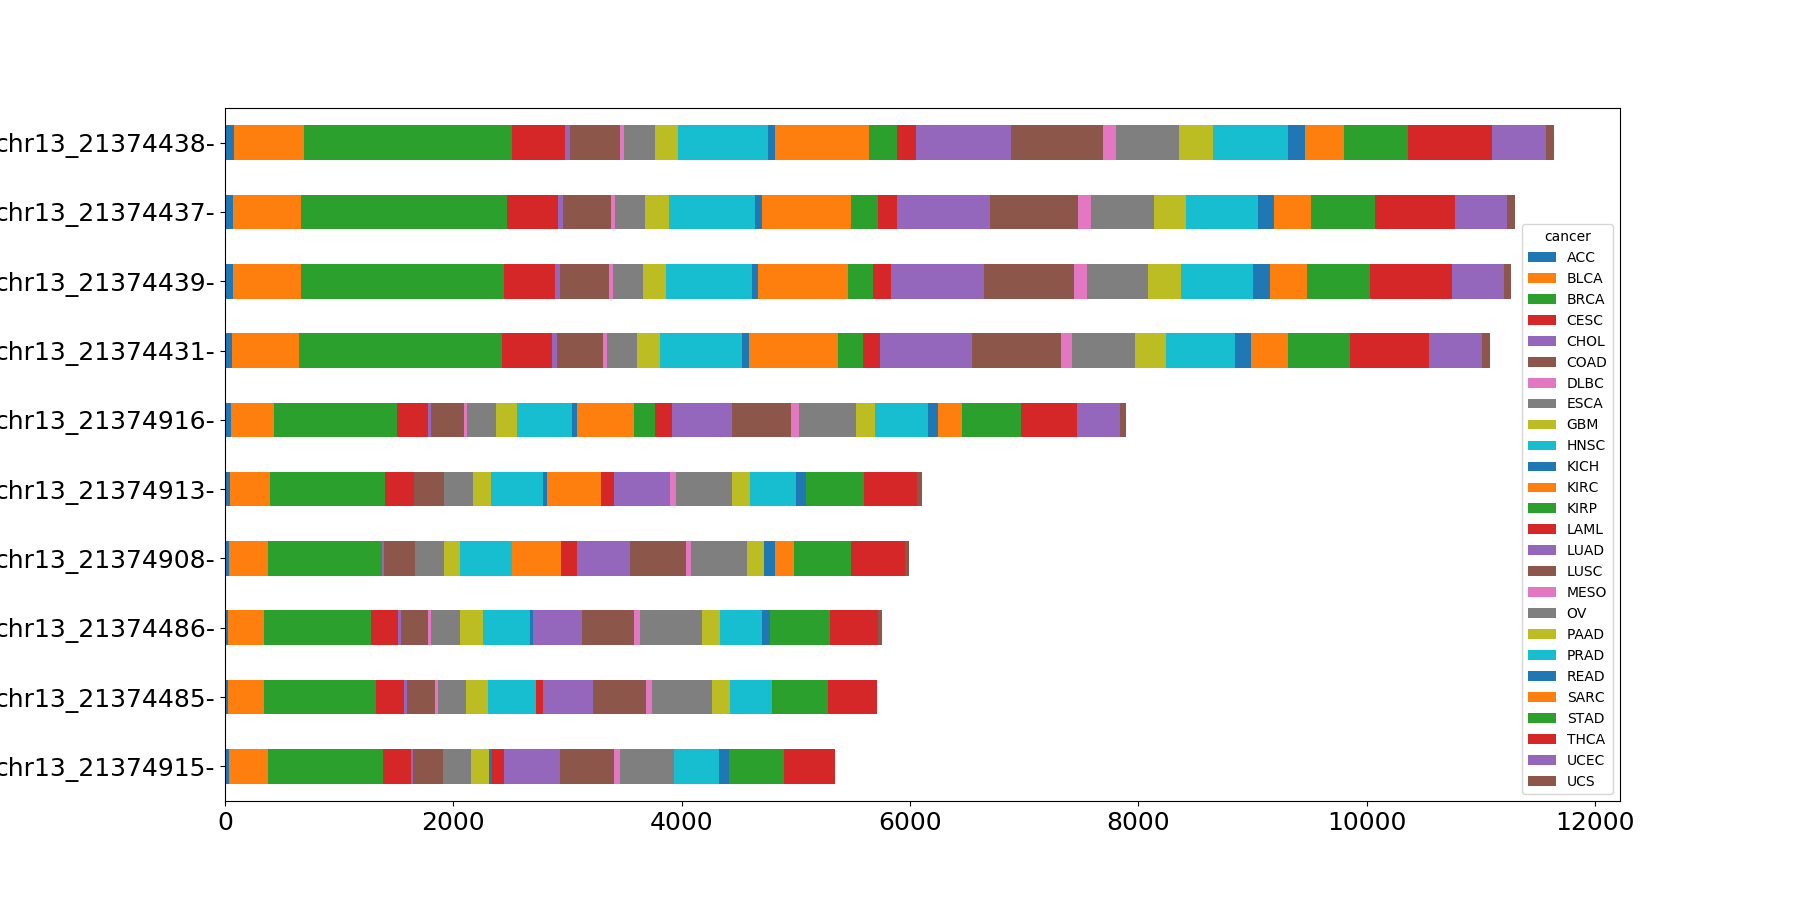 chr13_21374438-
chr13_21374437-
chr13_21374439-
chr13_21374431-
chr13_21374916-
chr13_21374913-
chr13_21374908-
chr13_21374486-
chr13_21374485-
chr13_21374915-
cancer
ACC
BLCA
BRCA
CESC
CHOL
COAD
DLBC
ESCA
GBM
HNSC
KICH
KIRC
KIRP
LAML
LUAD
LUSC
MESO
OV
PAAD
PRAD
READ
SARC
STAD
THCA
UCEC
UCS
0 2000 4000 6000 8000 10000 12000